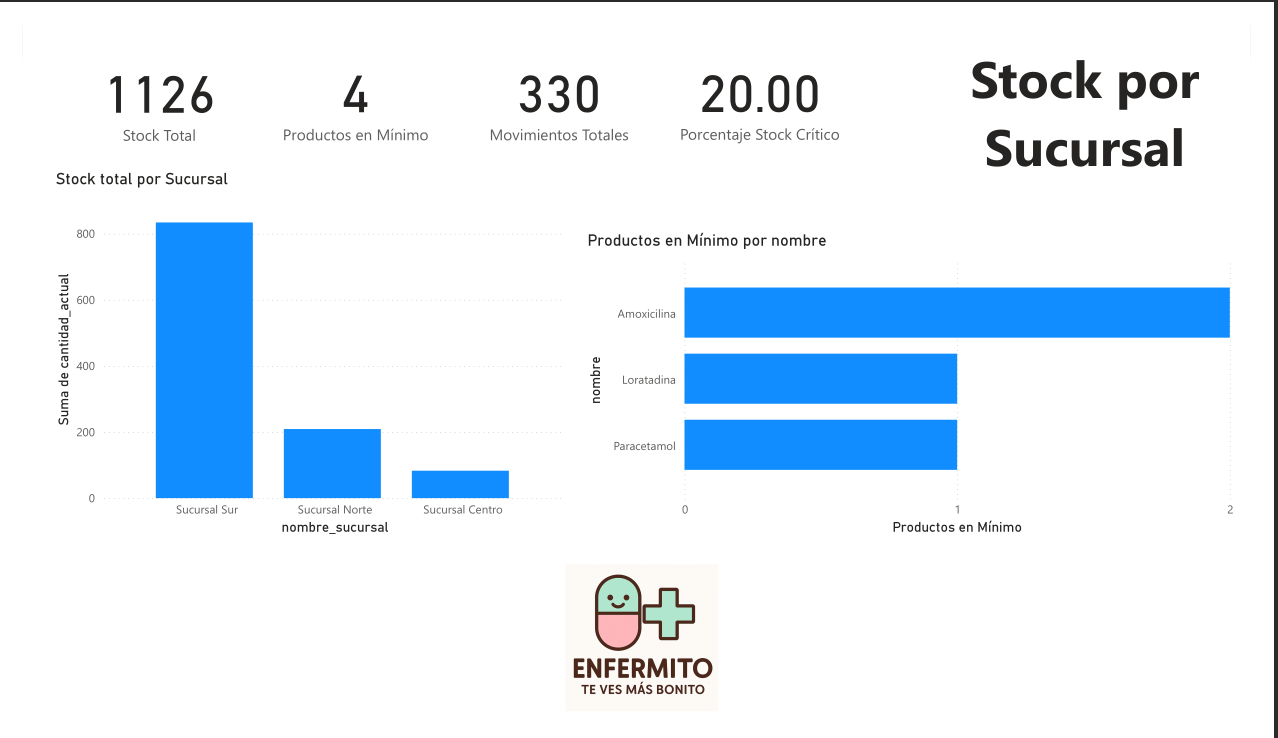 1126
Stock Total
4
Productos en Mínimo
330
Movimientos Totales
20.00
Porcentaje Stock Crítico
Stock por
Sucursal
Stock total por Sucursal
Suma de cantidad_actual
800
600
400
200
0
Sucursal Sur
Sucursal Norte
Sucursal Centro
nombre_sucursal
Productos en Mínimo por nombre
nombre
Amoxicilina
Loratadina
Paracetamol
0
1
2
Productos en Mínimo
ENFERMITO
TE VES MÁS BONITO